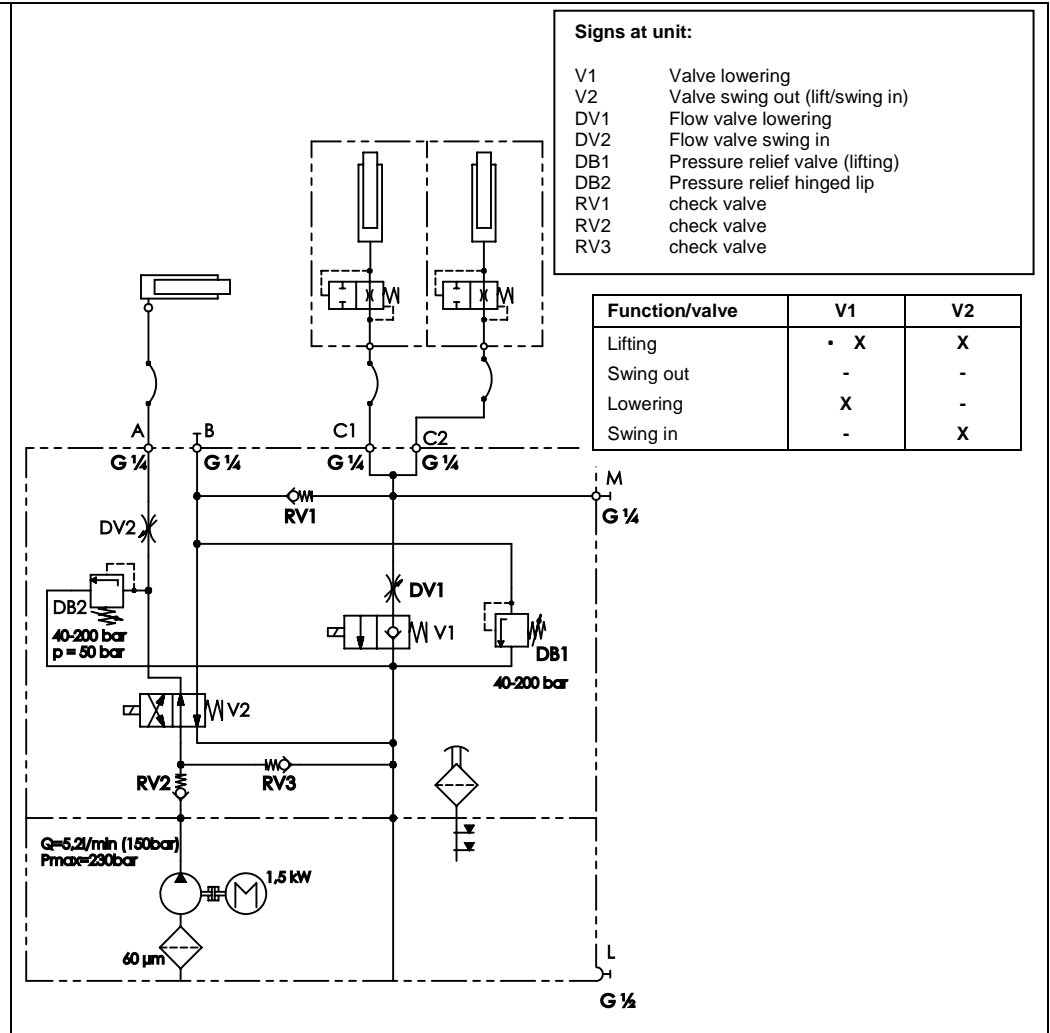 Signs at unit:
V1 Valve lowering
V2 Valve swing out (lift/swing in)
DV1 Flow valve lowering
DV2 Flow valve swing in
DB1 Pressure relief valve (lifting)
DB2 Pressure relief hinged lip
RV1 check valve
RV2 check valve
RV3 check valve
Function/valve V1 V2
Lifting · X X
Swing out - -
Lowering X -
Swing in - X
A B C1 C2
G ¼ G ¼ G ¼ G ¼
M
G ¼
RV1
DV2
DV1
DB2
40-200 bar
p = 50 bar
V1
DB1
40-200 bar
V2
RV2 RV3
Q=5,2l/min (150bar)
Pmax=230bar
M 1,5 kW
60 µm
L
G ½